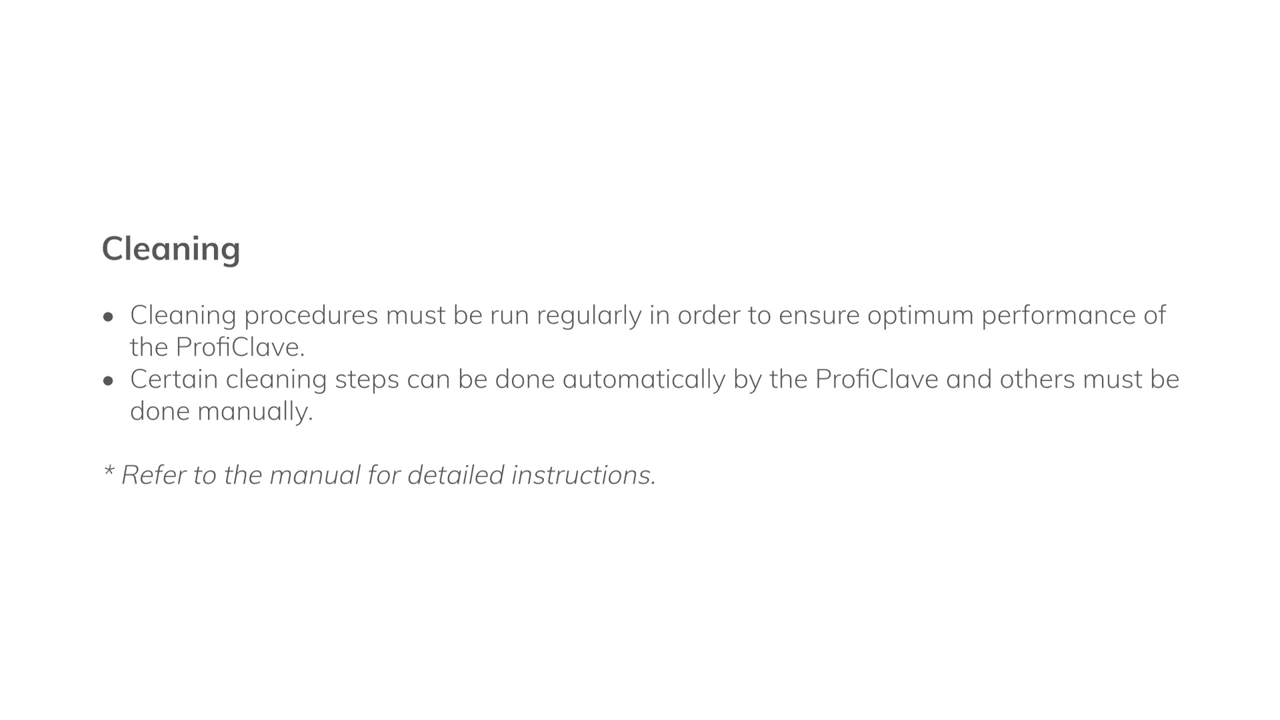 Cleaning
• Cleaning procedures must be run regularly in order to ensure optimum performance of
the ProfiClave.
• Certain cleaning steps can be done automatically by the ProfiClave and others must be
done manually.
* Refer to the manual for detailed instructions.